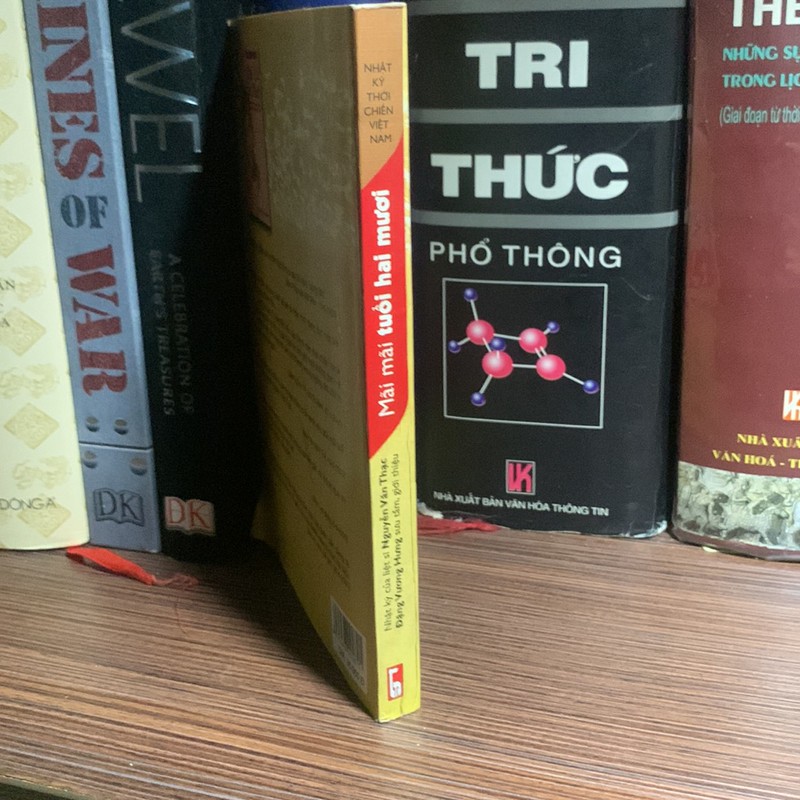 INES OF WAR
DK
WEL
A CELEBRATION OF
EARTH'S TREASURES
DK
ĐÔNG A
NHẬT
KÝ
THỜI
CHIẾN
VIỆT
NAM
Mãi mãi tuổi hai mươi
Nhật ký của liệt sĩ Nguyễn Văn Thạc
Đặng Vương Hưng sưu tầm, giới thiệu
TRI
THỨC
PHỔ THÔNG
NHÀ XUẤT BẢN VĂN HÓA THÔNG TIN
THE
NHỮNG SỰ
TRONG LỊC
(Giai đoạn từ thời
NHÀ XUẤ
VĂN HOÁ - T